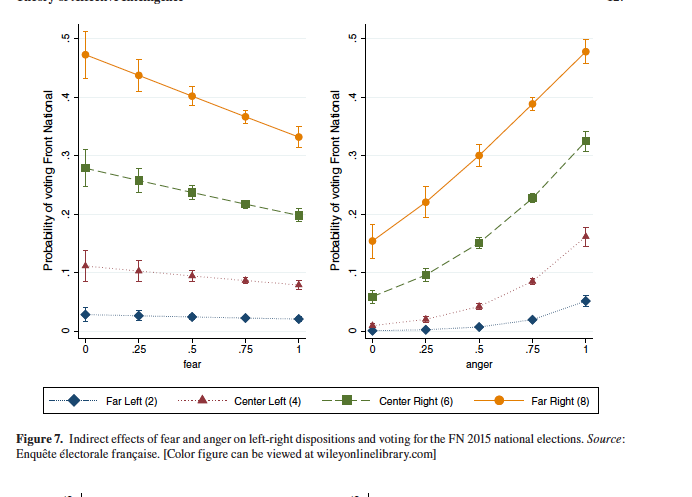 .5
.4
.3
.2
.1
0
Probability of voting Front National
0 .25 .5 .75 1
fear
.5
.4
.3
.2
.1
0
Probability of voting Front National
0 .25 .5 .75 1
anger
Far Left (2) Center Left (4) Center Right (6) Far Right (8)
Figure 7. Indirect effects of fear and anger on left-right dispositions and voting for the FN 2015 national elections. Source:
Enquête électorale française. [Color figure can be viewed at wileyonlinelibrary.com]